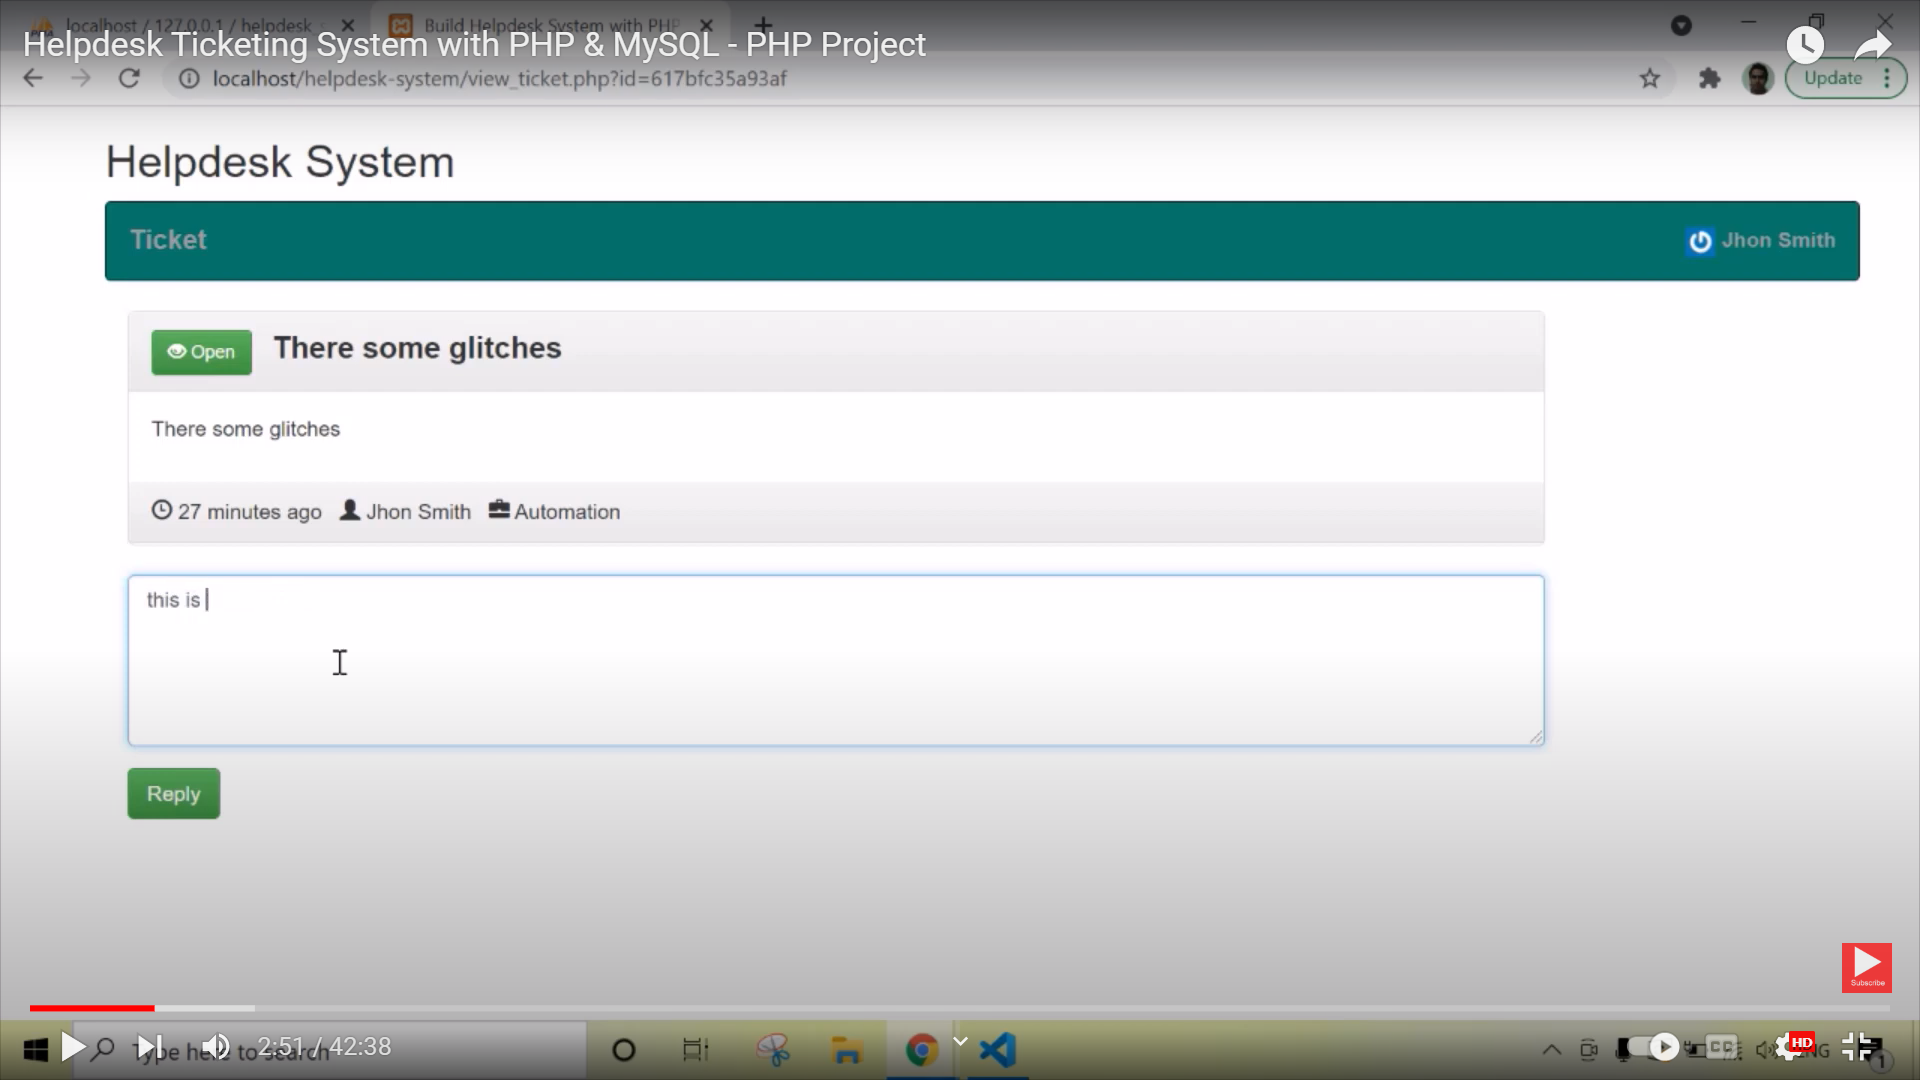 localhost / 127.0.0.1 / helpdesk
Build Helpdesk System with PHP
Helpdesk Ticketing System with PHP & MySQL - PHP Project
localhost/helpdesk-system/view_ticket.php?id=617bfc35a93af
Update
Helpdesk System
Ticket
Jhon Smith
Open
There some glitches
There some glitches
27 minutes ago
Jhon Smith
Automation
this is
Reply
Subscribe
Type here to search
2:51 / 42:38
CC
HD
1